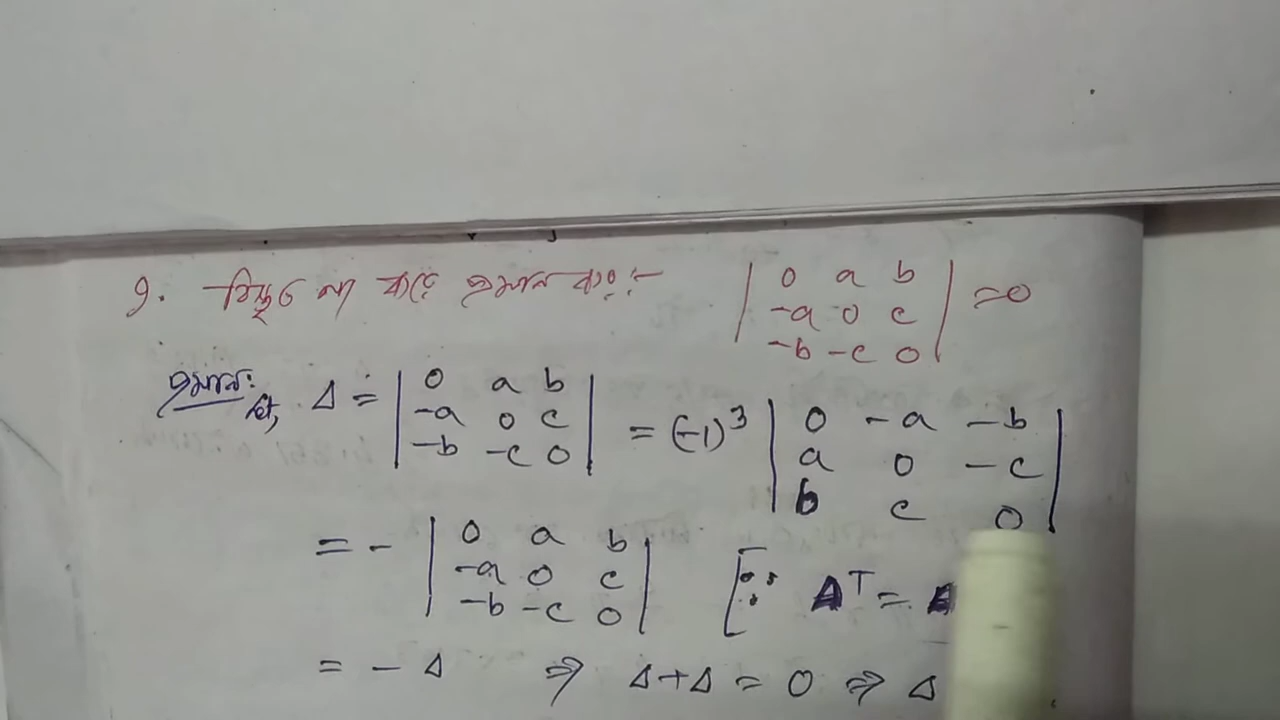 9. বিস্তৃত না করে প্রমাণ কর:- | 0 a b | = 0
| -a 0 c |
| -b -c 0 |
প্রমাণ: let, Δ = | 0 a b | = (-1)³ | 0 -a -b |
| -a 0 c | | a 0 -c |
| -b -c 0 | | b c 0 |
= - | 0 a b |
| -a 0 c | [∵ Aᵀ =
| -b -c 0 |
= - Δ ⇒ Δ+Δ = 0 ⇒ Δ